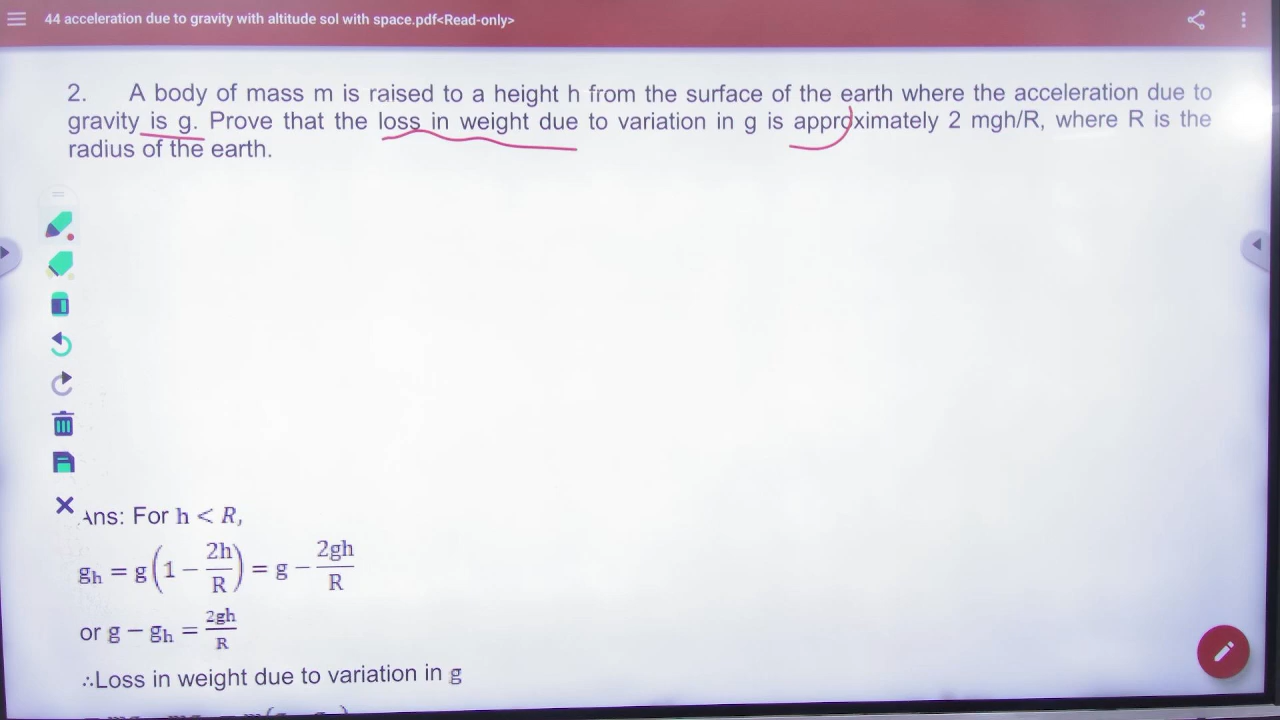 44 acceleration due to gravity with altitude sol with space.pdf<Read-only>
2. A body of mass m is raised to a height h from the surface of the earth where the acceleration due to
gravity is g. Prove that the loss in weight due to variation in g is approximately 2 mgh/R, where R is the
radius of the earth.
Ans: For h < R,
gₕ = g(1 − 2h/R) = g − 2gh/R
or g − gₕ = 2gh/R
∴Loss in weight due to variation in g